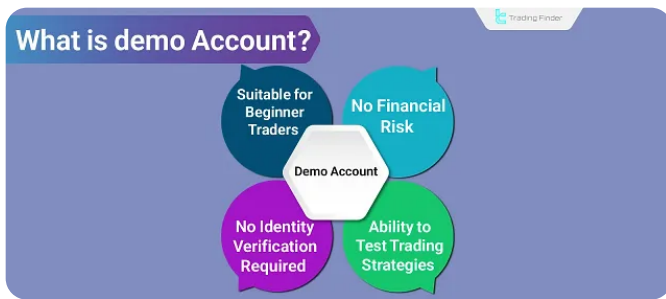 Trading Finder
What is demo Account?
Suitable for
Beginner
Traders
No Financial
Risk
Demo Account
No Identity
Verification
Required
Ability to
Test Trading
Strategies